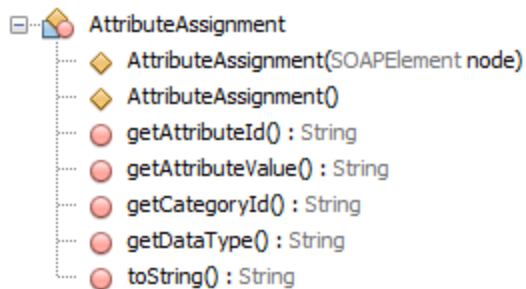 AttributeAssignment
AttributeAssignment(SOAPElement node)
AttributeAssignment()
getAttributeId() : String
getAttributeValue() : String
getCategoryId() : String
getDataType() : String
toString() : String